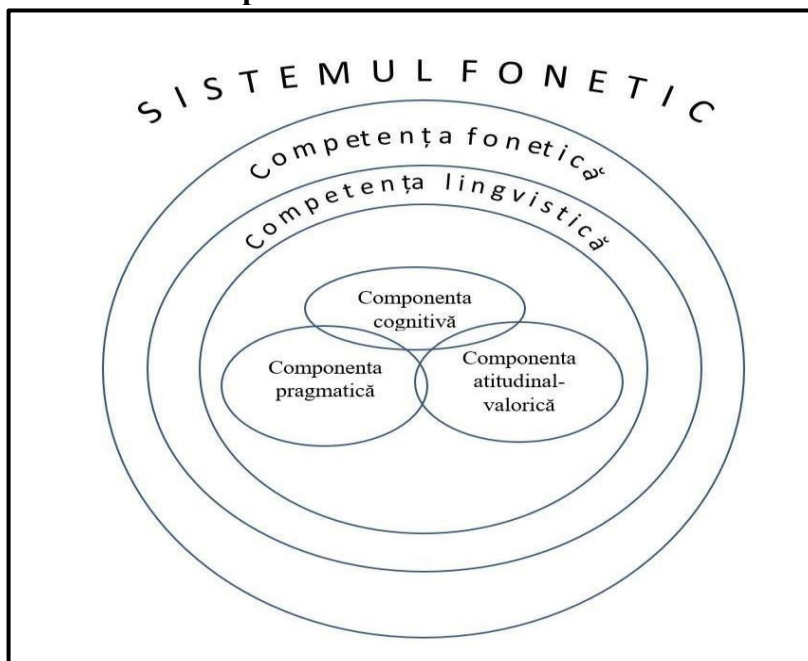 SISTEMUL FONETIC
Competența fonetică
Competența lingvistică
Componenta
cognitivă
Componenta
pragmatică
Componenta
atitudinal-
valorică